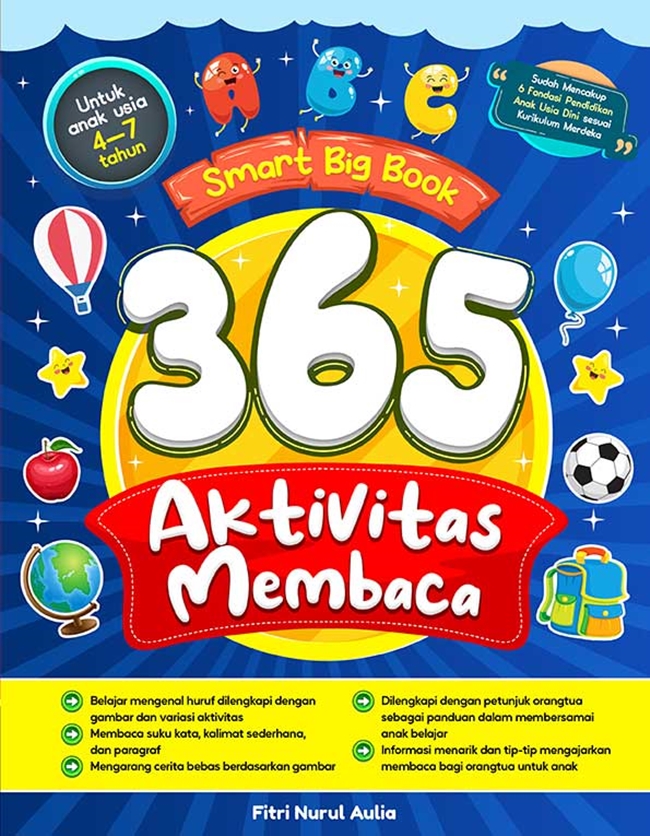 Untuk
anak usia
4–7
tahun
A B C
“Sudah Mencakup
6 Fondasi Pendidikan
Anak Usia Dini sesuai
Kurikulum Merdeka”
Smart Big Book
365
Aktivitas
Membaca
Belajar mengenal huruf dilengkapi dengan
gambar dan variasi aktivitas
Membaca suku kata, kalimat sederhana,
dan paragraf
Mengarang cerita bebas berdasarkan gambar
Dilengkapi dengan petunjuk orangtua
sebagai panduan dalam membersamai
anak belajar
Informasi menarik dan tip-tip mengajarkan
membaca bagi orangtua untuk anak
Fitri Nurul Aulia